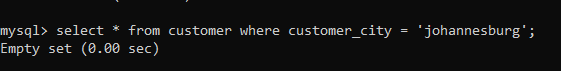 mysql> select * from customer where customer_city = 'johannesburg';
Empty set (0.00 sec)